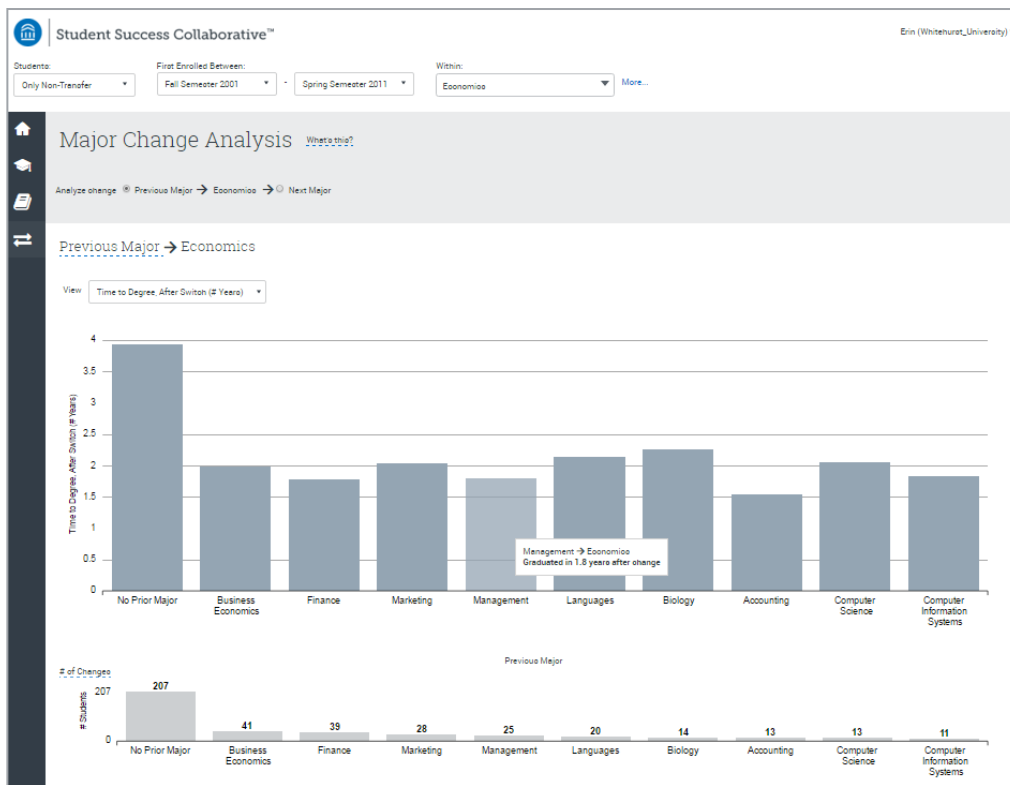 Student Success Collaborative™
Erin (Whitehurst_University)
Students:
First Enrolled Between:
Within:
Only Non-Transfer
Fall Semester 2001
-
Spring Semester 2011
Economics
More...
Major Change Analysis What's this?
Analyze change Previous Major → Economics → Next Major
Previous Major → Economics
View Time to Degree, After Switch (# Years)
Time to Degree, After Switch (# Years)
4
3.5
3
2.5
2
1.5
1
0.5
0
Management → Economics
Graduated in 1.8 years after change
No Prior Major
Business
Economics
Finance
Marketing
Management
Languages
Biology
Accounting
Computer
Science
Computer
Information
Systems
Previous Major
# of Changes
# Students
207
0
207
41
39
28
25
20
14
13
13
11
No Prior Major
Business
Economics
Finance
Marketing
Management
Languages
Biology
Accounting
Computer
Science
Computer
Information
Systems